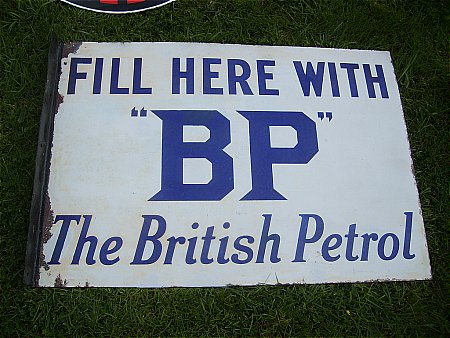 FILL HERE WITH
"BP"
The British Petrol